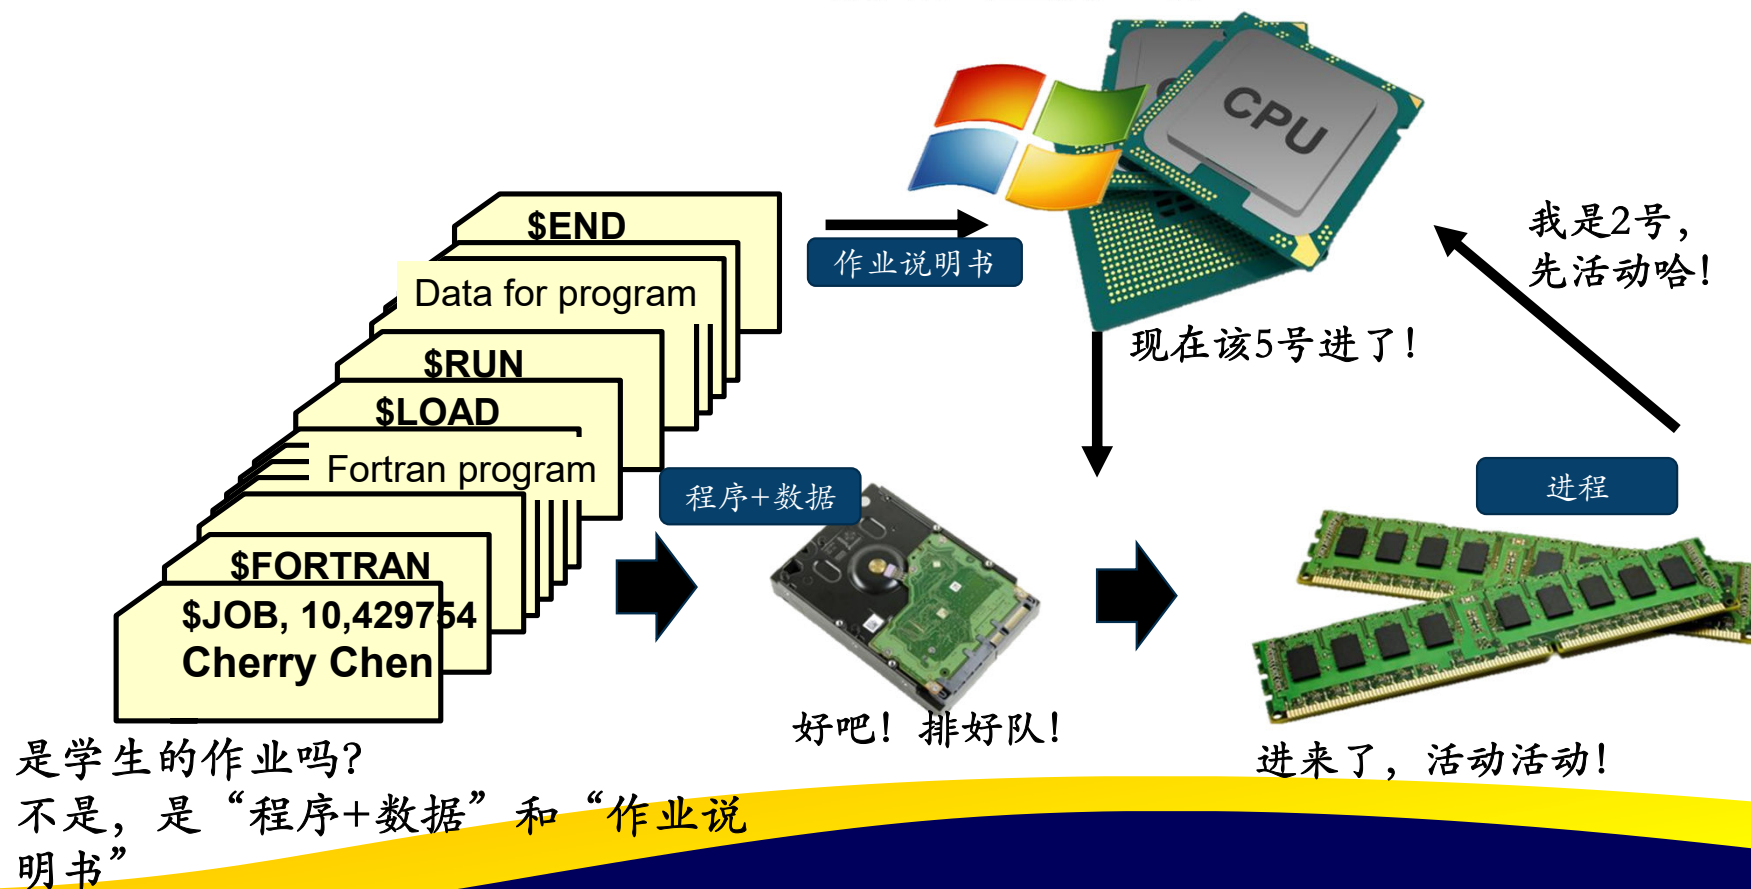 CPU
$END
作业说明书
我是2号，
先活动哈！
Data for program
现在该5号进了！
$RUN
$LOAD
Fortran program
程序+数据
进程
$FORTRAN
$JOB, 10,429754
Cherry Chen
好吧！排好队！
进来了，活动活动！
是学生的作业吗？
不是，是“程序+数据”和“作业说
明书”